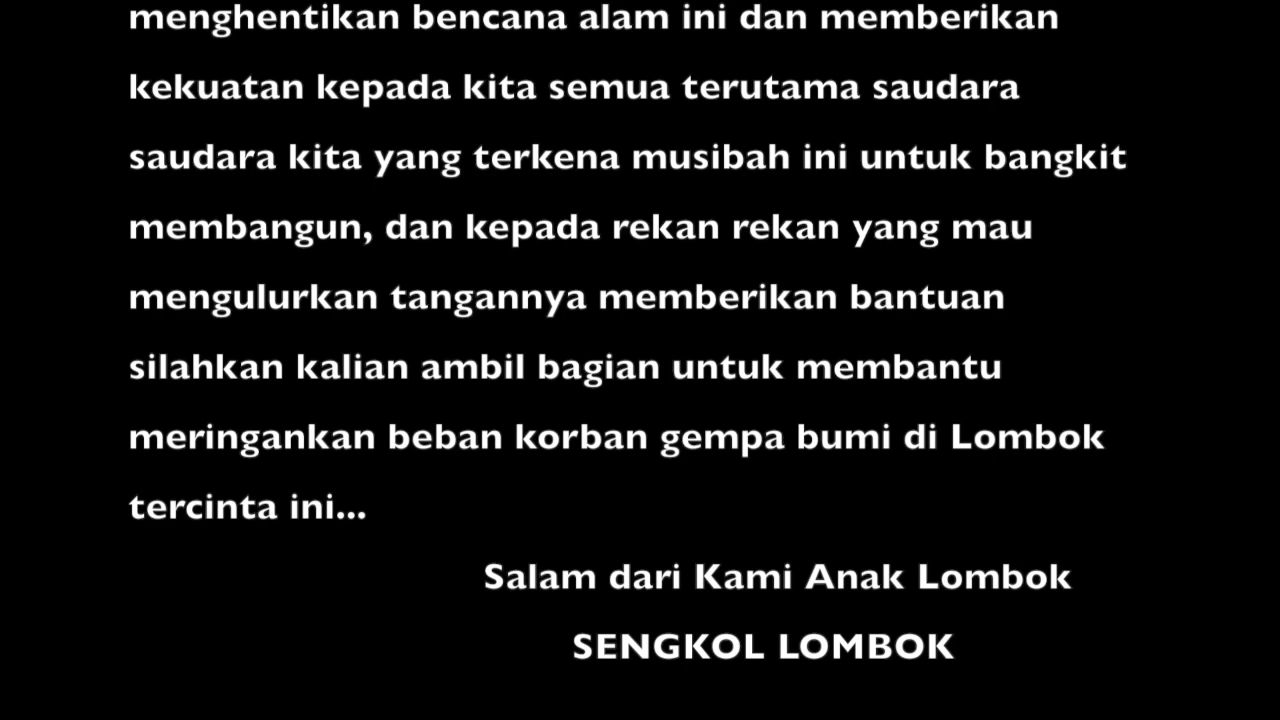 menghentikan bencana alam ini dan memberikan
kekuatan kepada kita semua terutama saudara
saudara kita yang terkena musibah ini untuk bangkit
membangun, dan kepada rekan rekan yang mau
mengulurkan tangannya memberikan bantuan
silahkan kalian ambil bagian untuk membantu
meringankan beban korban gempa bumi di Lombok
tercinta ini...
Salam dari Kami Anak Lombok
SENGKOL LOMBOK